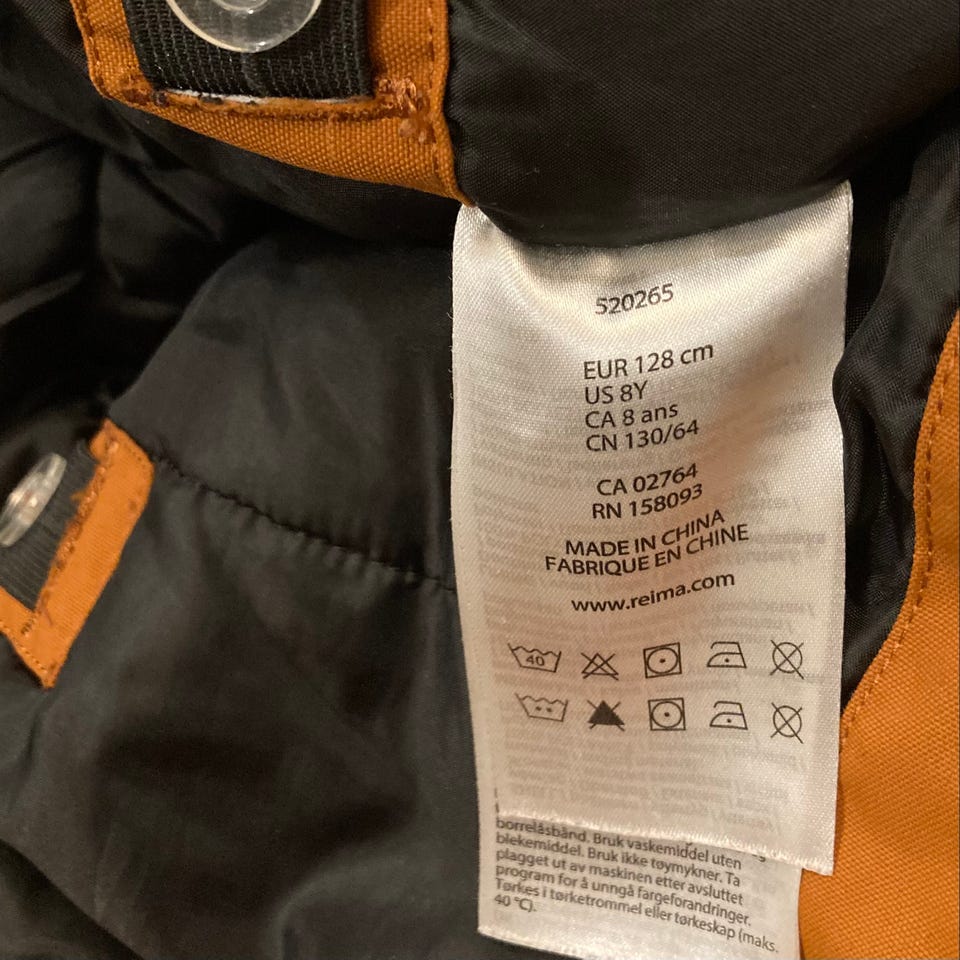 520265
EUR 128 cm
US 8Y
CA 8 ans
CN 130/64
CA 02764
RN 158093
MADE IN CHINA
FABRIQUE EN CHINE
www.reima.com
40
borrelåsbånd. Bruk vaskemiddel uten
blekemiddel. Bruk ikke tøymykner. Ta
plagget ut av maskinen etter avsluttet
program for å unngå fargeforandringer.
Tørkes i tørketrommel eller tørkeskap (maks.
40 °C).